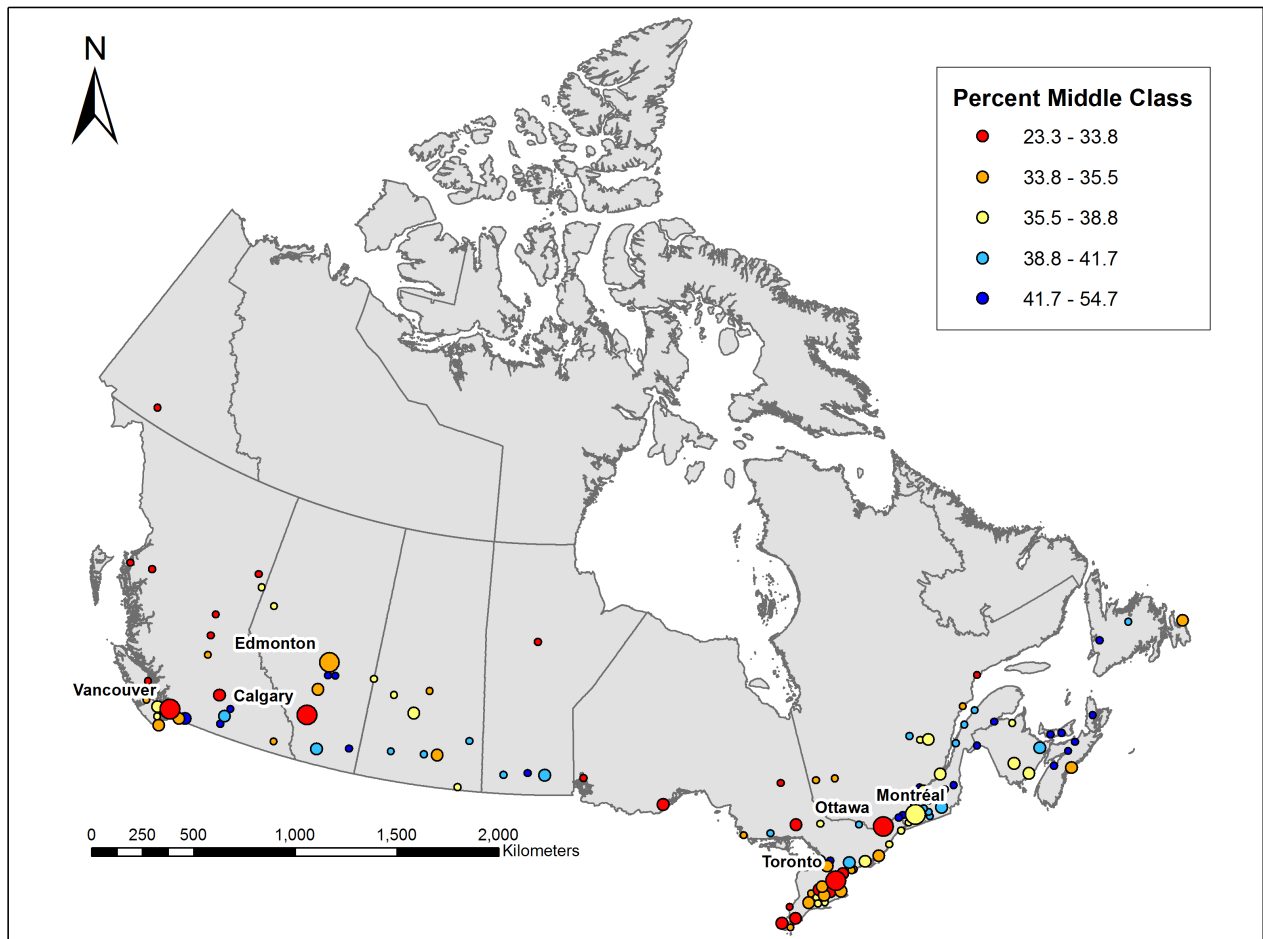 N
Percent Middle Class
23.3 - 33.8
33.8 - 35.5
35.5 - 38.8
38.8 - 41.7
41.7 - 54.7
Edmonton
Vancouver
Calgary
Montréal
Ottawa
Toronto
0 250 500 1,000 1,500 2,000
Kilometers